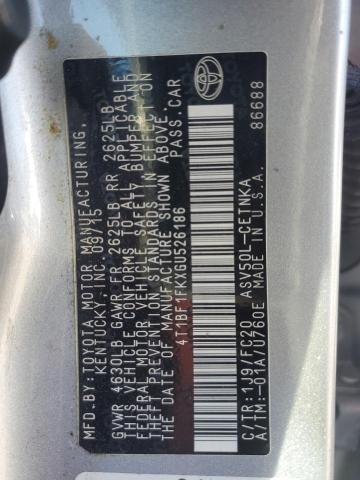 MFD. BY:TOYOTA MOTOR MANUFACTURING,
KENTUCKY,INC. 09/15
GVWR 4630LB GAWR FR 2625LB RR 2625LB
THIS VEHICLE CONFORMS TO ALL APPLICABLE
FEDERAL MOTOR VEHICLE SAFETY BUMPER AND
THEFT PREVENTION STANDARDS IN EFFECT ON
THE DATE OF MANUFACTURE SHOWN ABOVE.
4T1BF1FKXGU526186 PASS.CAR
C/TR:1J9/FC20 ASV50L-CETNKA
A/TM:-01A/U760E MADE IN U.S.A. 86688